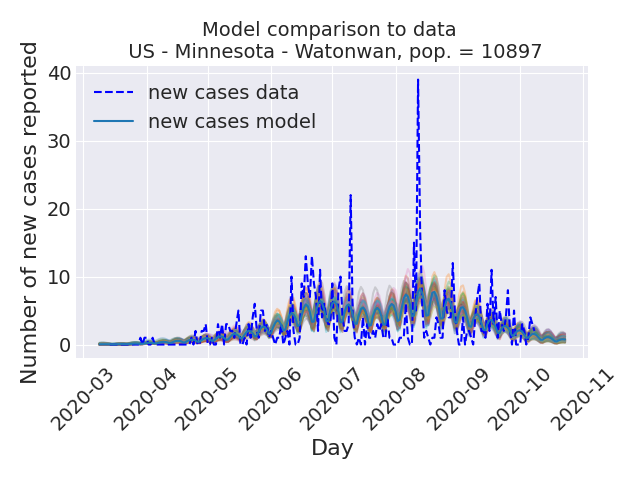 Model comparison to data
US - Minnesota - Watonwan, pop. = 10897
Number of new cases reported
40
30
20
10
0
new cases data
new cases model
2020-03
2020-04
2020-05
2020-06
2020-07
2020-08
2020-09
2020-10
2020-11
Day